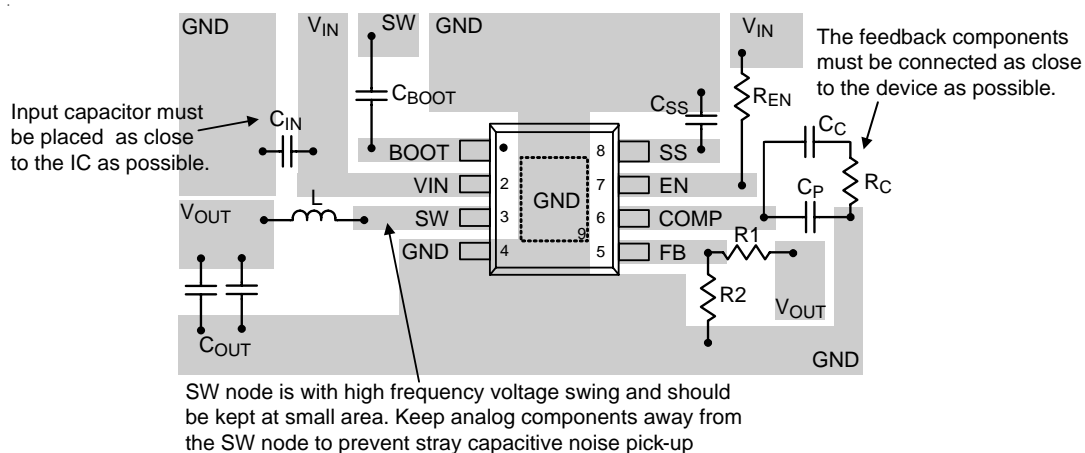 GND
VIN
SW
GND
VIN
The feedback components
must be connected as close
to the device as possible.
Input capacitor must
be placed as close
to the IC as possible.
CIN
CBOOT
CSS
REN
CC
RC
CP
BOOT
8
SS
VIN
2
GND
7
EN
VOUT
L
SW
3
6
COMP
GND
4
9
5
FB
R1
R2
VOUT
COUT
GND
SW node is with high frequency voltage swing and should
be kept at small area. Keep analog components away from
the SW node to prevent stray capacitive noise pick-up